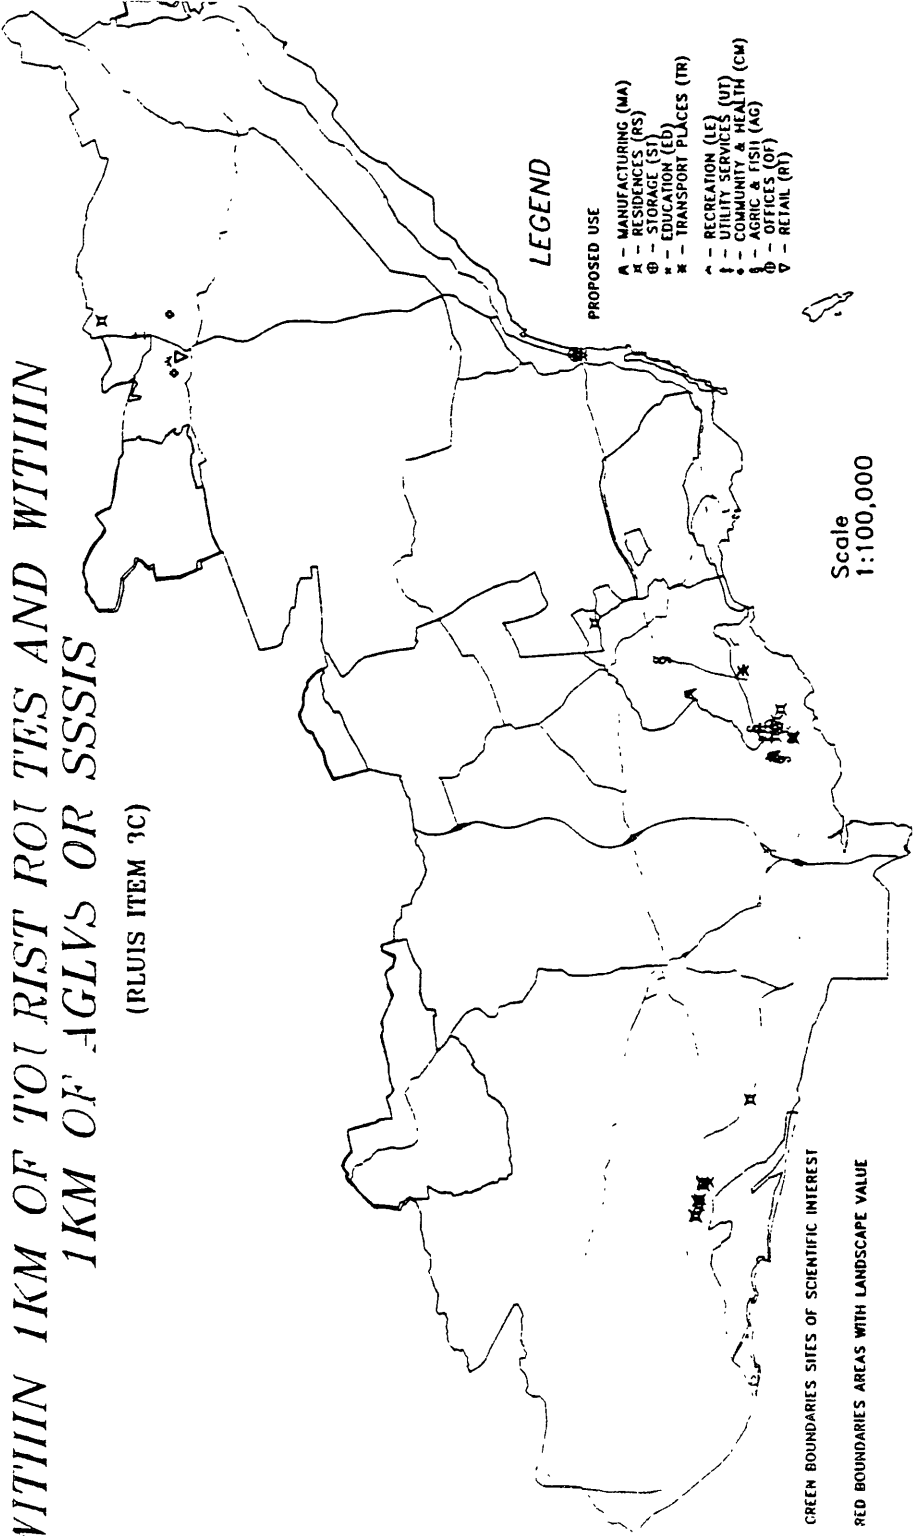 WITHIN 1KM OF TOURIST ROUTES AND WITHIN
1KM OF AGLVS OR SSSIS
(RLUIS ITEM 3C)
LEGEND
PROPOSED USE
- MANUFACTURING (MA)
- RESIDENCES (RS)
- STORAGE (ST)
- EDUCATION (ED)
- TRANSPORT PLACES (TR)
- RECREATION (LE)
- UTILITY SERVICES (UT)
- COMMUNITY & HEALTH (CM)
- AGRIC & FISH (AG)
- OFFICES (OF)
- RETAIL (RT)
Scale
1:100,000
GREEN BOUNDARIES SITES OF SCIENTIFIC INTEREST
RED BOUNDARIES AREAS WITH LANDSCAPE VALUE